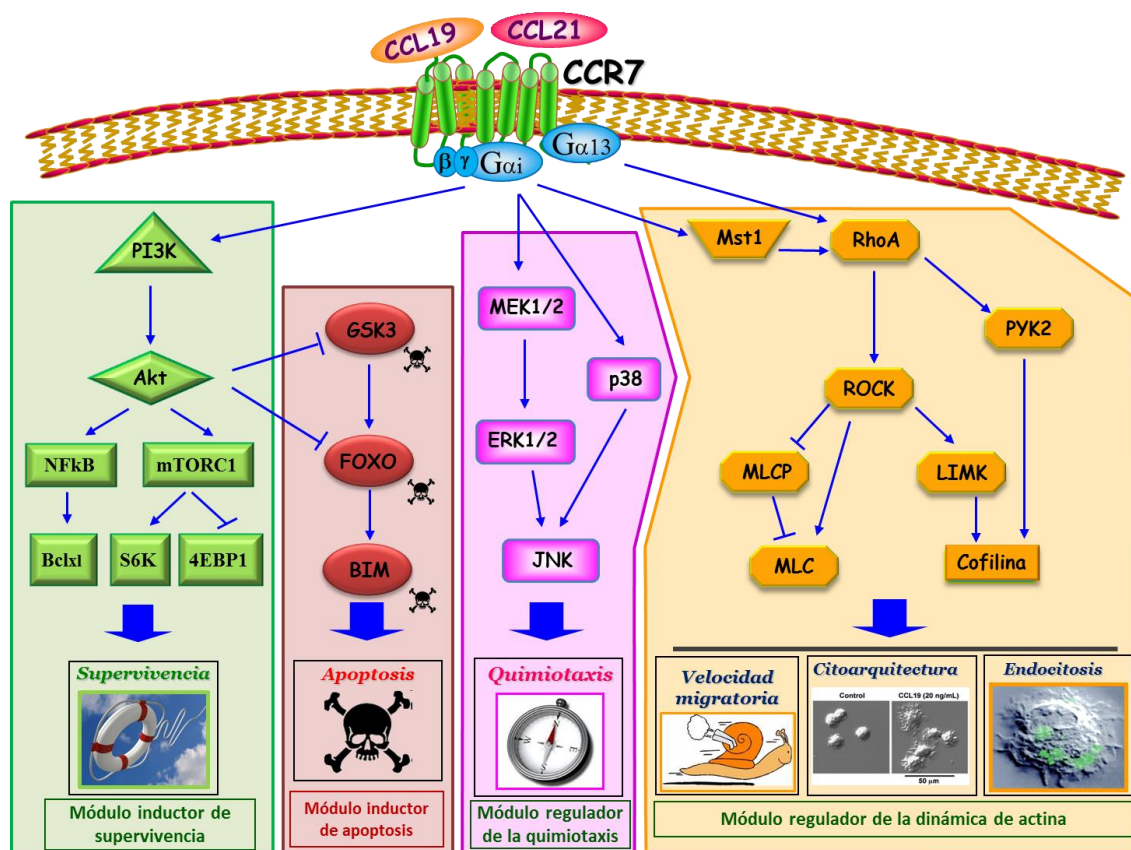 CCL19
CCL21
CCR7
β
γ
Gαi
Gα13
PI3K
Akt
NFkB
mTORC1
Bclxl
S6K
4EBP1
GSK3
FOXO
BIM
MEK1/2
p38
ERK1/2
JNK
Mst1
RhoA
PYK2
ROCK
MLCP
LIMK
MLC
Cofilina
Supervivencia
Módulo inductor de
supervivencia
Apoptosis
Módulo inductor
de apoptosis
Quimiotaxis
N
E
S
Módulo regulador
de la quimiotaxis
Velocidad
migratoria
Citoarquitectura
Control
CCL19 (20 ng/mL)
50 μm
Endocitosis
Módulo regulador de la dinámica de actina